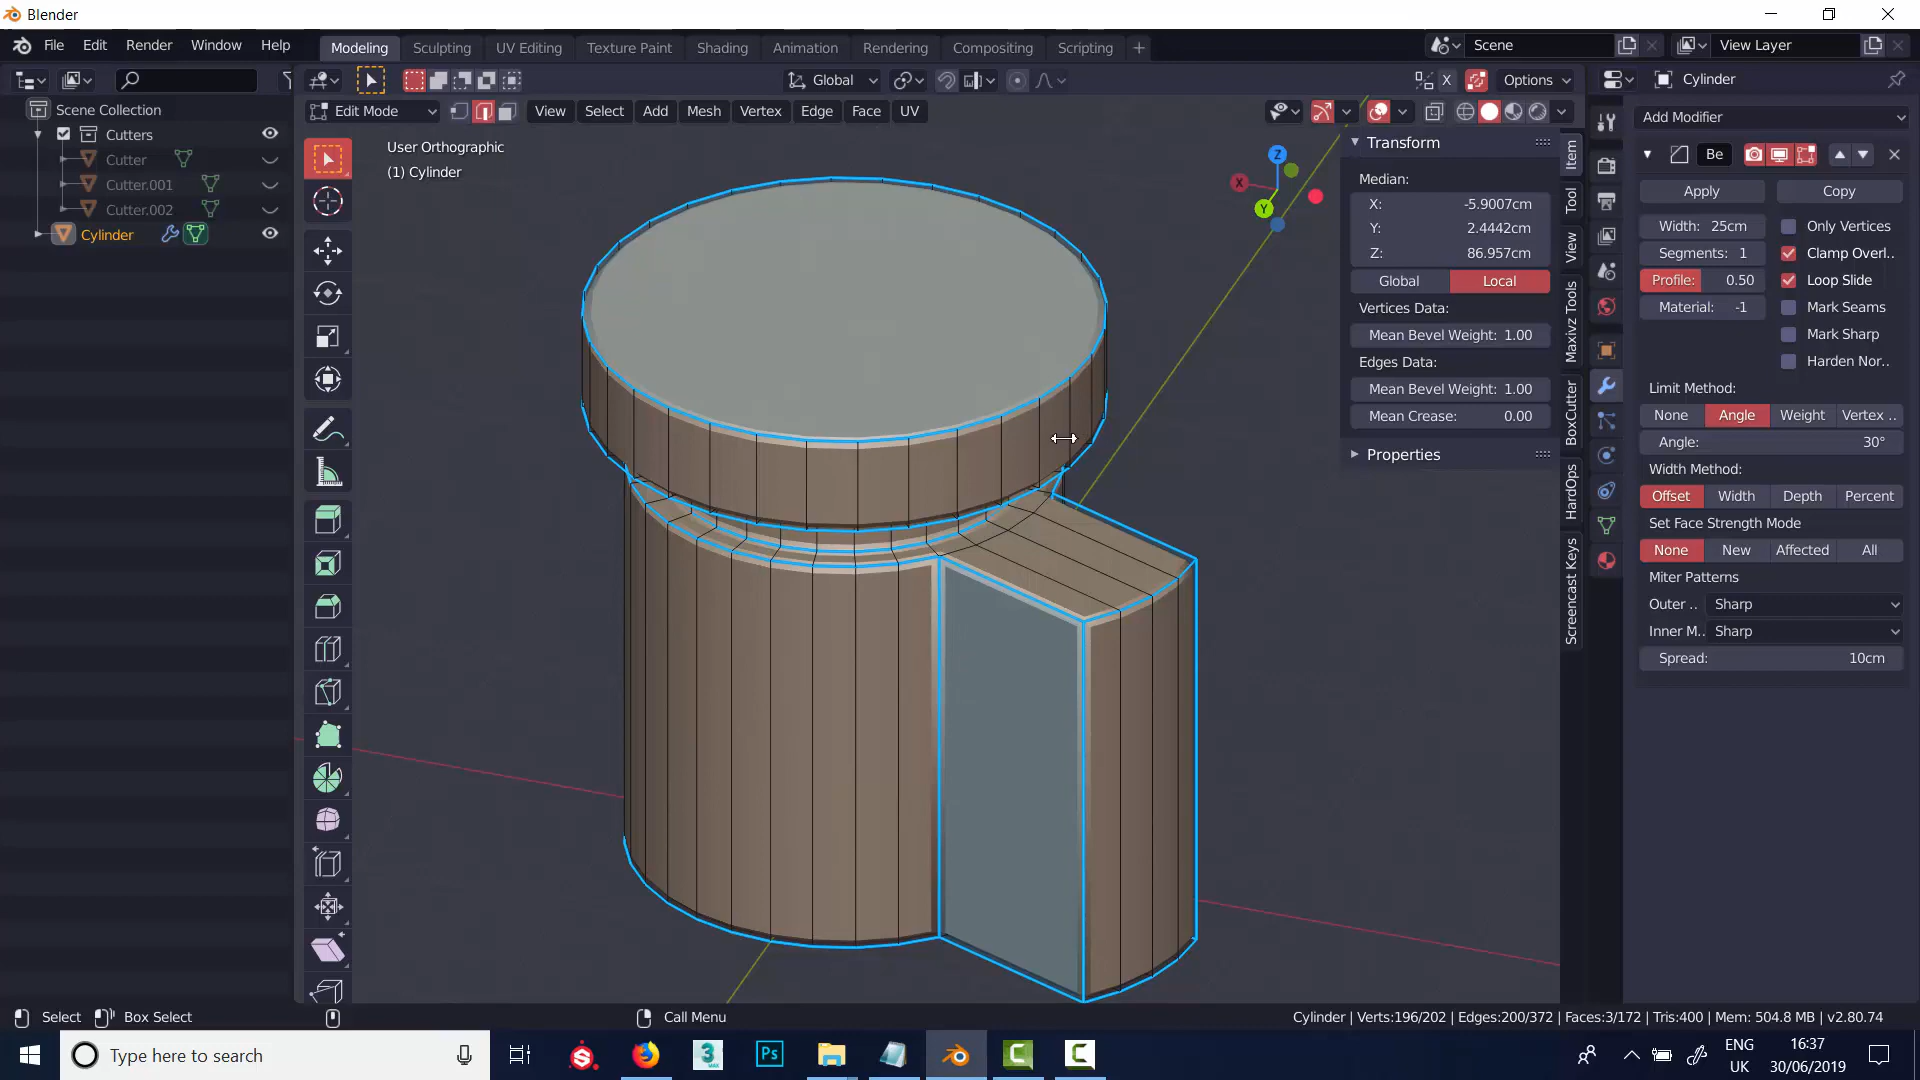 Blender
File Edit Render Window Help
Modeling Sculpting UV Editing Texture Paint Shading Animation Rendering Compositing Scripting +
Scene
View Layer
Global
X
Options
Cylinder
Scene Collection
Cutters
Cutter
Cutter.001
Cutter.002
Cylinder
Edit Mode
View Select Add Mesh Vertex Edge Face UV
User Orthographic
(1) Cylinder
Z
X
Y
Transform
Median:
X: -5.9007cm
Y: 2.4442cm
Z: 86.957cm
Global Local
Vertices Data:
Mean Bevel Weight: 1.00
Edges Data:
Mean Bevel Weight: 1.00
Mean Crease: 0.00
Properties
Item
Tool
View
Maxivz Tools
BoxCutter
HardOps
Screencast Keys
Add Modifier
Be
Apply Copy
Width: 25cm Only Vertices
Segments: 1 Clamp Overl..
Profile: 0.50 Loop Slide
Material: -1 Mark Seams
Mark Sharp
Harden Nor..
Limit Method:
None Angle Weight Vertex ..
Angle: 30°
Width Method:
Offset Width Depth Percent
Set Face Strength Mode
None New Affected All
Miter Patterns
Outer .. Sharp
Inner M.. Sharp
Spread: 10cm
Select Box Select Call Menu
Cylinder | Verts:196/202 | Edges:200/372 | Faces:3/172 | Tris:400 | Mem: 504.8 MB | v2.80.74
Type here to search
S
3
MAX
Ps
C
C
ENG
UK
16:37
30/06/2019